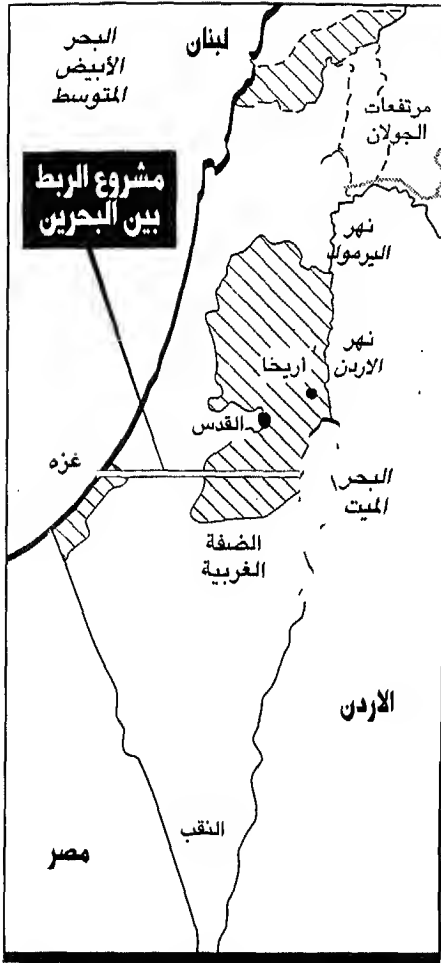 البحر
الأبيض
المتوسط
لبنان
مرتفعات
الجولان
مشروع الربط
بين البحرين
نهر
اليرموك
نهر
الاردن
أريخا
القدس
غزه
البحر
الميت
الضفة
الغربية
الاردن
النقب
مصر